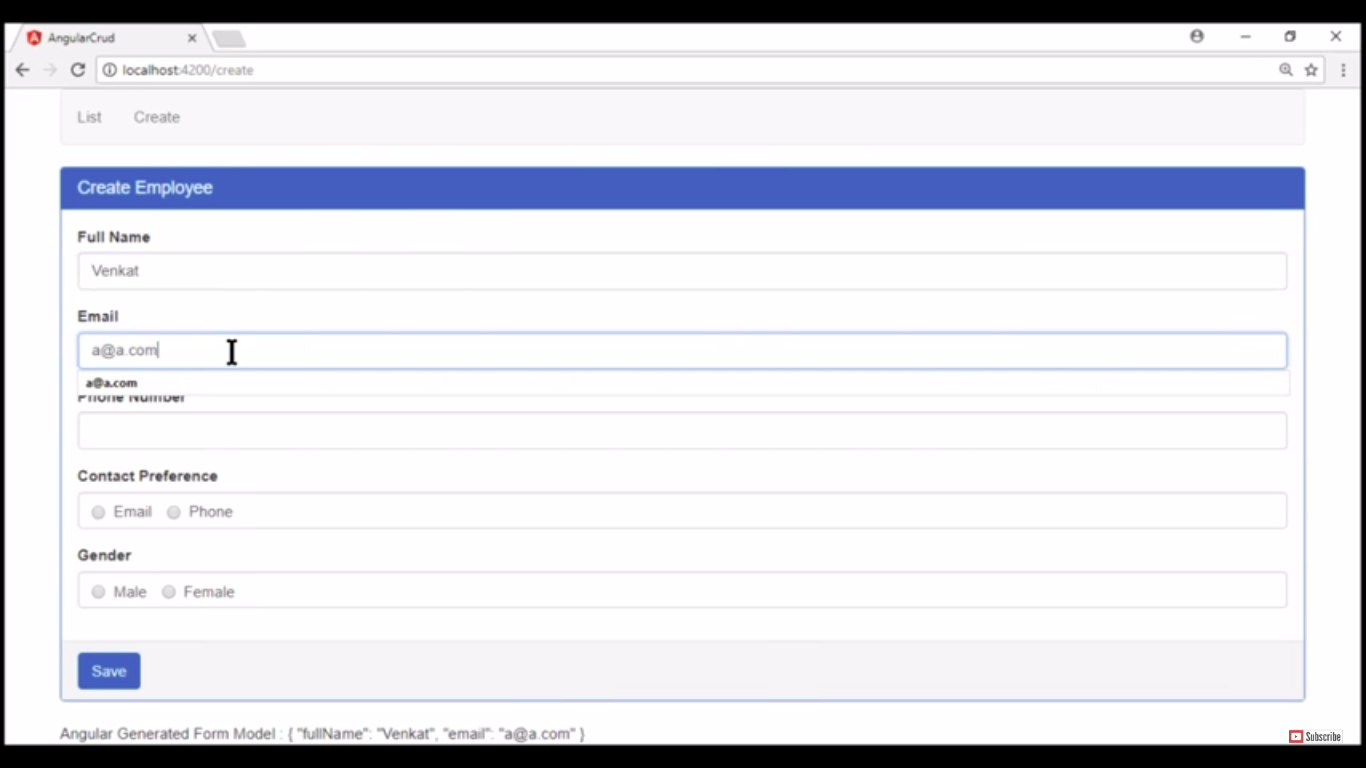 AngularCrud
localhost:4200/create
List Create
Create Employee
Full Name
Venkat
Email
a@a.com
a@a.com
Phone Number
Contact Preference
Email Phone
Gender
Male Female
Save
Angular Generated Form Model : { "fullName": "Venkat", "email": "a@a.com" }
Subscribe